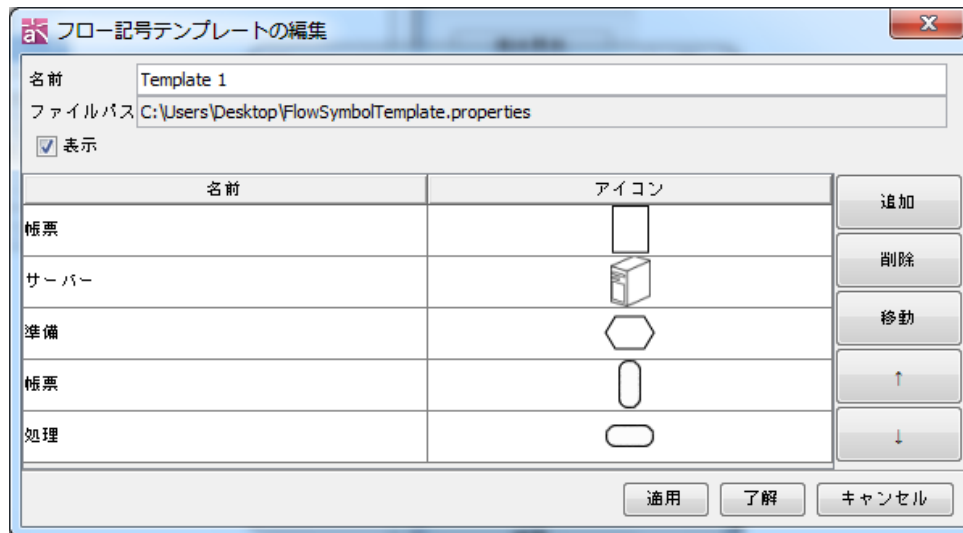 フロー記号テンプレートの編集
名前 Template 1
ファイルパス C:\Users\Desktop\FlowSymbolTemplate.properties
表示
名前 アイコン
追加
帳票
削除
サーバー
移動
準備
帳票
↑
処理
↓
適用 了解 キャンセル